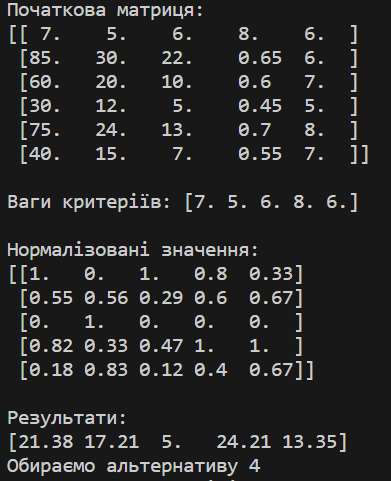 Початкова матриця:
[[ 7.    5.    6.    8.    6.  ]
 [85.   30.   22.    0.65  6.  ]
 [60.   20.   10.    0.6   7.  ]
 [30.   12.    5.    0.45  5.  ]
 [75.   24.   13.    0.7   8.  ]
 [40.   15.    7.    0.55  7.  ]]
Ваги критеріїв: [7. 5. 6. 8. 6.]
Нормалізовані значення:
[[1.   0.   1.   0.8  0.33]
 [0.55 0.56 0.29 0.6  0.67]
 [0.   1.   0.   0.   0.  ]
 [0.82 0.33 0.47 1.   1.  ]
 [0.18 0.83 0.12 0.4  0.67]]
Результати:
[21.38 17.21  5.   24.21 13.35]
Обираємо альтернативу 4